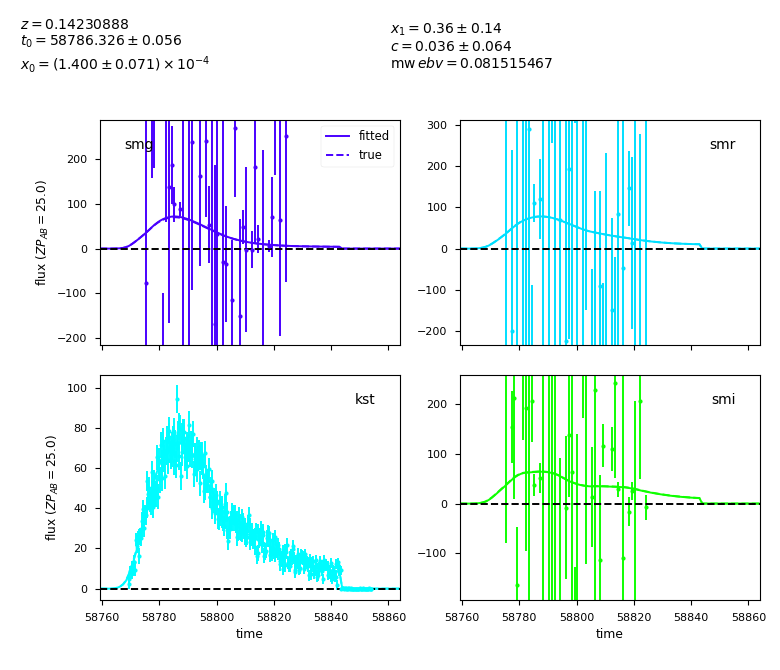 z = 0.14230888
t₀ = 58786.326 ± 0.056
x₀ = (1.400 ± 0.071) × 10⁻⁴
x₁ = 0.36 ± 0.14
c = 0.036 ± 0.064
mw ebv = 0.081515467
smg
fitted
true
200
100
0
−100
−200
flux (ZP_AB = 25.0)
smr
300
200
100
0
−100
−200
kst
100
80
60
40
20
0
flux (ZP_AB = 25.0)
58760 58780 58800 58820 58840 58860
time
smi
200
100
0
−100
58760 58780 58800 58820 58840 58860
time